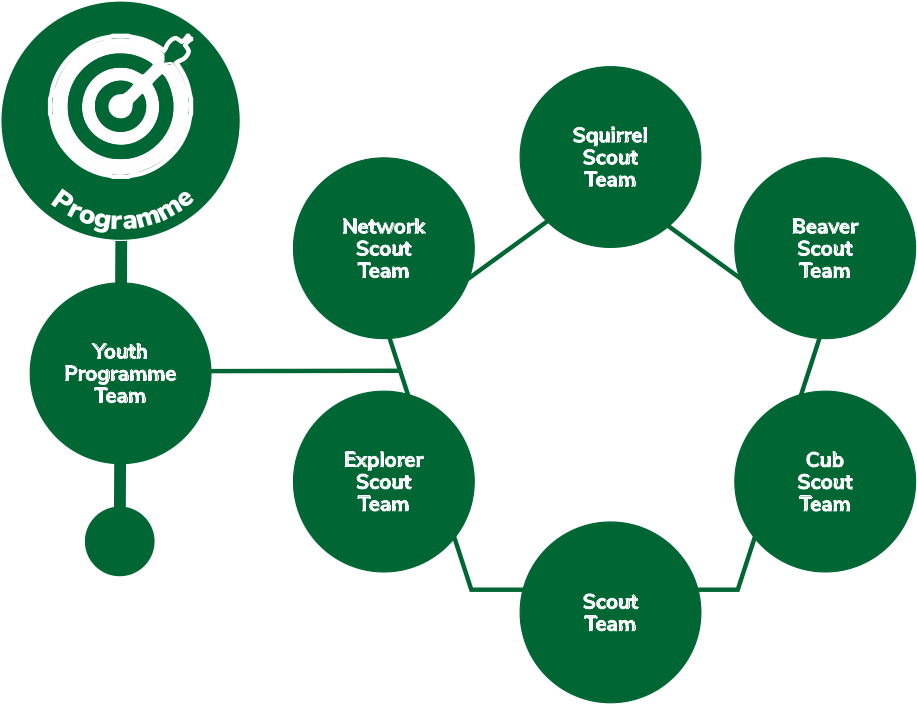 Programme
Youth
Programme
Team
Network
Scout
Team
Squirrel
Scout
Team
Beaver
Scout
Team
Cub
Scout
Team
Scout
Team
Explorer
Scout
Team